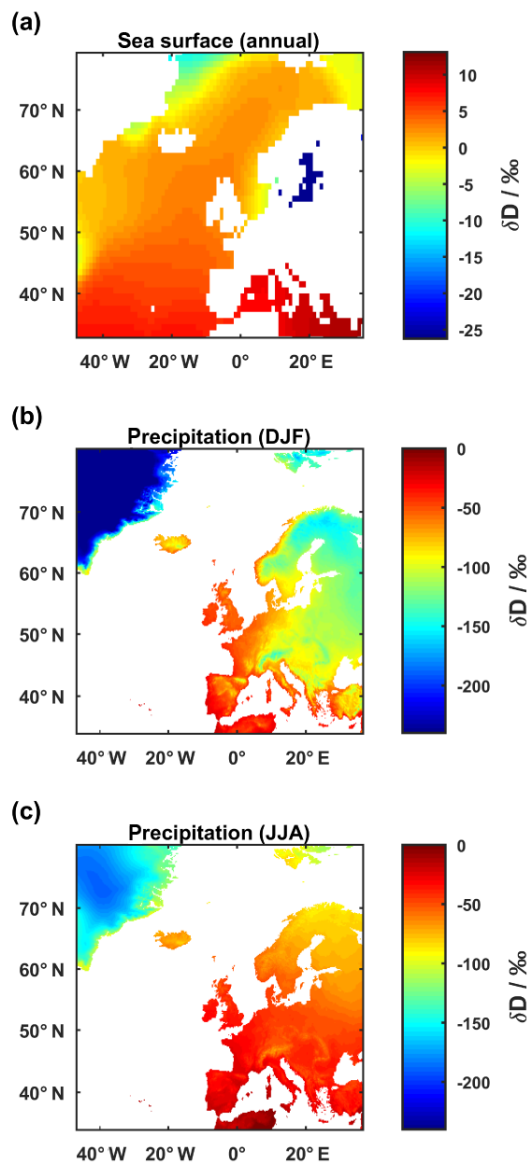 (a)
Sea surface (annual)
70° N
60° N
50° N
40° N
40° W 20° W 0° 20° E
10
5
0
-5
-10
-15
-20
-25
δD / ‰
(b)
Precipitation (DJF)
70° N
60° N
50° N
40° N
40° W 20° W 0° 20° E
0
-50
-100
-150
-200
δD / ‰
(c)
Precipitation (JJA)
70° N
60° N
50° N
40° N
40° W 20° W 0° 20° E
0
-50
-100
-150
-200
δD / ‰